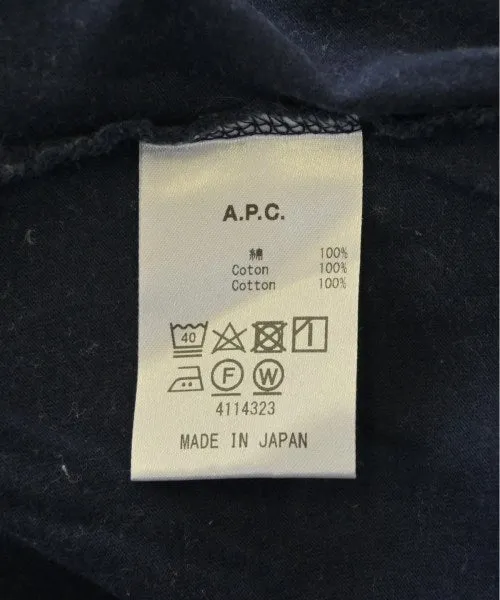 A.P.C.
綿 100%
Coton 100%
Cotton 100%
40
F W
4114323
MADE IN JAPAN